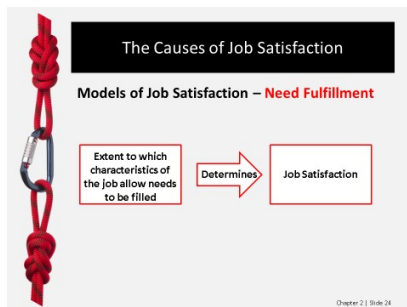 The Causes of Job Satisfaction
Models of Job Satisfaction – Need Fulfillment
Extent to which
characteristics of
the job allow needs
to be filled
Determines
Job Satisfaction
Chapter 2 | Slide 24